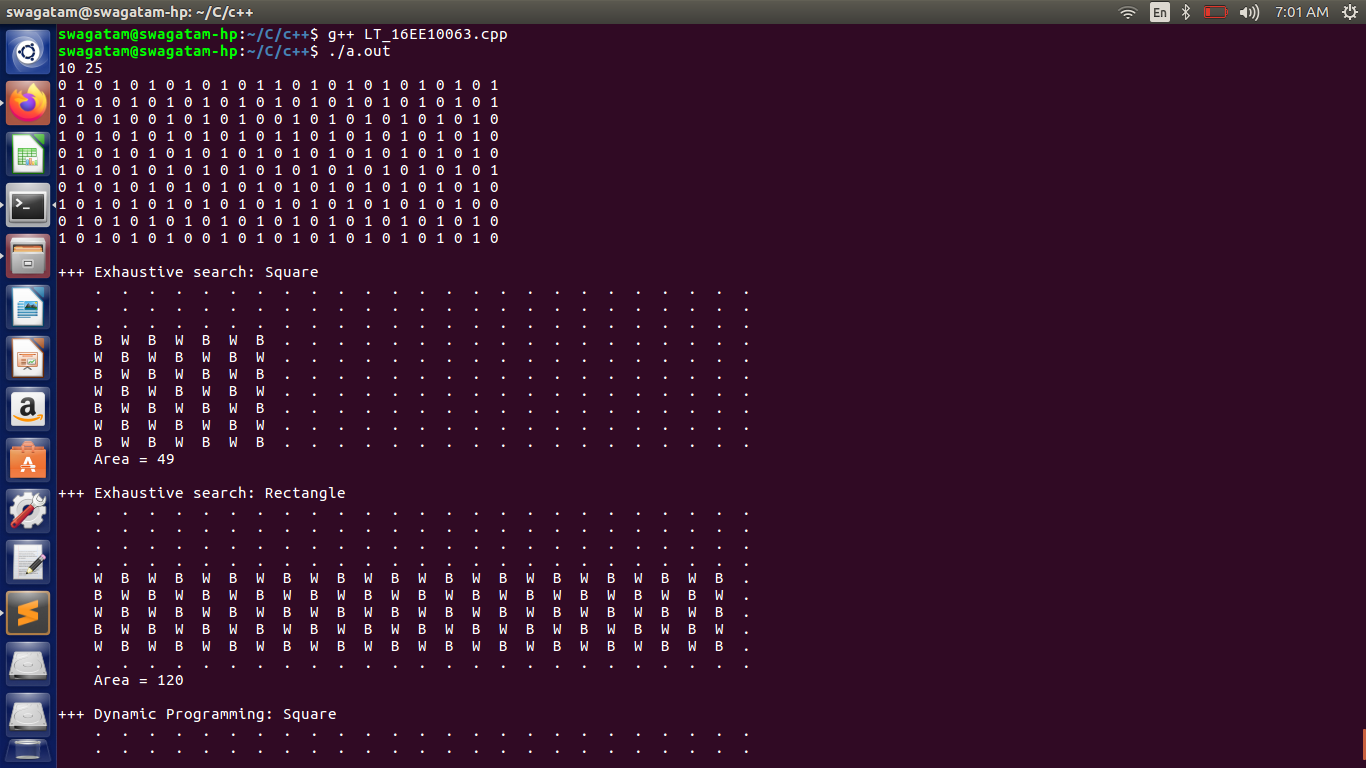 swagatam@swagatam-hp: ~/C/c++
En
7:01 AM
swagatam@swagatam-hp:~/C/c++$ g++ LT_16EE10063.cpp
swagatam@swagatam-hp:~/C/c++$ ./a.out
10 25
0 1 0 1 0 1 0 1 0 1 0 1 1 0 1 0 1 0 1 0 1 0 1 0 1
1 0 1 0 1 0 1 0 1 0 1 0 1 0 1 0 1 0 1 0 1 0 1 0 1
0 1 0 1 0 0 1 0 1 0 1 0 0 1 0 1 0 1 0 1 0 1 0 1 0
1 0 1 0 1 0 1 0 1 0 1 0 1 1 0 1 0 1 0 1 0 1 0 1 0
0 1 0 1 0 1 0 1 0 1 0 1 0 1 0 1 0 1 0 1 0 1 0 1 0
1 0 1 0 1 0 1 0 1 0 1 0 1 0 1 0 1 0 1 0 1 0 1 0 1
0 1 0 1 0 1 0 1 0 1 0 1 0 1 0 1 0 1 0 1 0 1 0 1 0
1 0 1 0 1 0 1 0 1 0 1 0 1 0 1 0 1 0 1 0 1 0 1 0 0
0 1 0 1 0 1 0 1 0 1 0 1 0 1 0 1 0 1 0 1 0 1 0 1 0
1 0 1 0 1 0 1 0 0 1 0 1 0 1 0 1 0 1 0 1 0 1 0 1 0
+++ Exhaustive search: Square
. . . . . . . . . . . . . . . . . . . . . . . . .
. . . . . . . . . . . . . . . . . . . . . . . . .
. . . . . . . . . . . . . . . . . . . . . . . . .
B W B W B W B . . . . . . . . . . . . . . . . . .
W B W B W B W . . . . . . . . . . . . . . . . . .
B W B W B W B . . . . . . . . . . . . . . . . . .
W B W B W B W . . . . . . . . . . . . . . . . . .
B W B W B W B . . . . . . . . . . . . . . . . . .
W B W B W B W . . . . . . . . . . . . . . . . . .
B W B W B W B . . . . . . . . . . . . . . . . . .
Area = 49
+++ Exhaustive search: Rectangle
. . . . . . . . . . . . . . . . . . . . . . . . .
. . . . . . . . . . . . . . . . . . . . . . . . .
. . . . . . . . . . . . . . . . . . . . . . . . .
. . . . . . . . . . . . . . . . . . . . . . . . .
W B W B W B W B W B W B W B W B W B W B W B W B .
B W B W B W B W B W B W B W B W B W B W B W B W .
W B W B W B W B W B W B W B W B W B W B W B W B .
B W B W B W B W B W B W B W B W B W B W B W B W .
W B W B W B W B W B W B W B W B W B W B W B W B .
. . . . . . . . . . . . . . . . . . . . . . . . .
Area = 120
+++ Dynamic Programming: Square
. . . . . . . . . . . . . . . . . . . . . . . . .
. . . . . . . . . . . . . . . . . . . . . . . . .